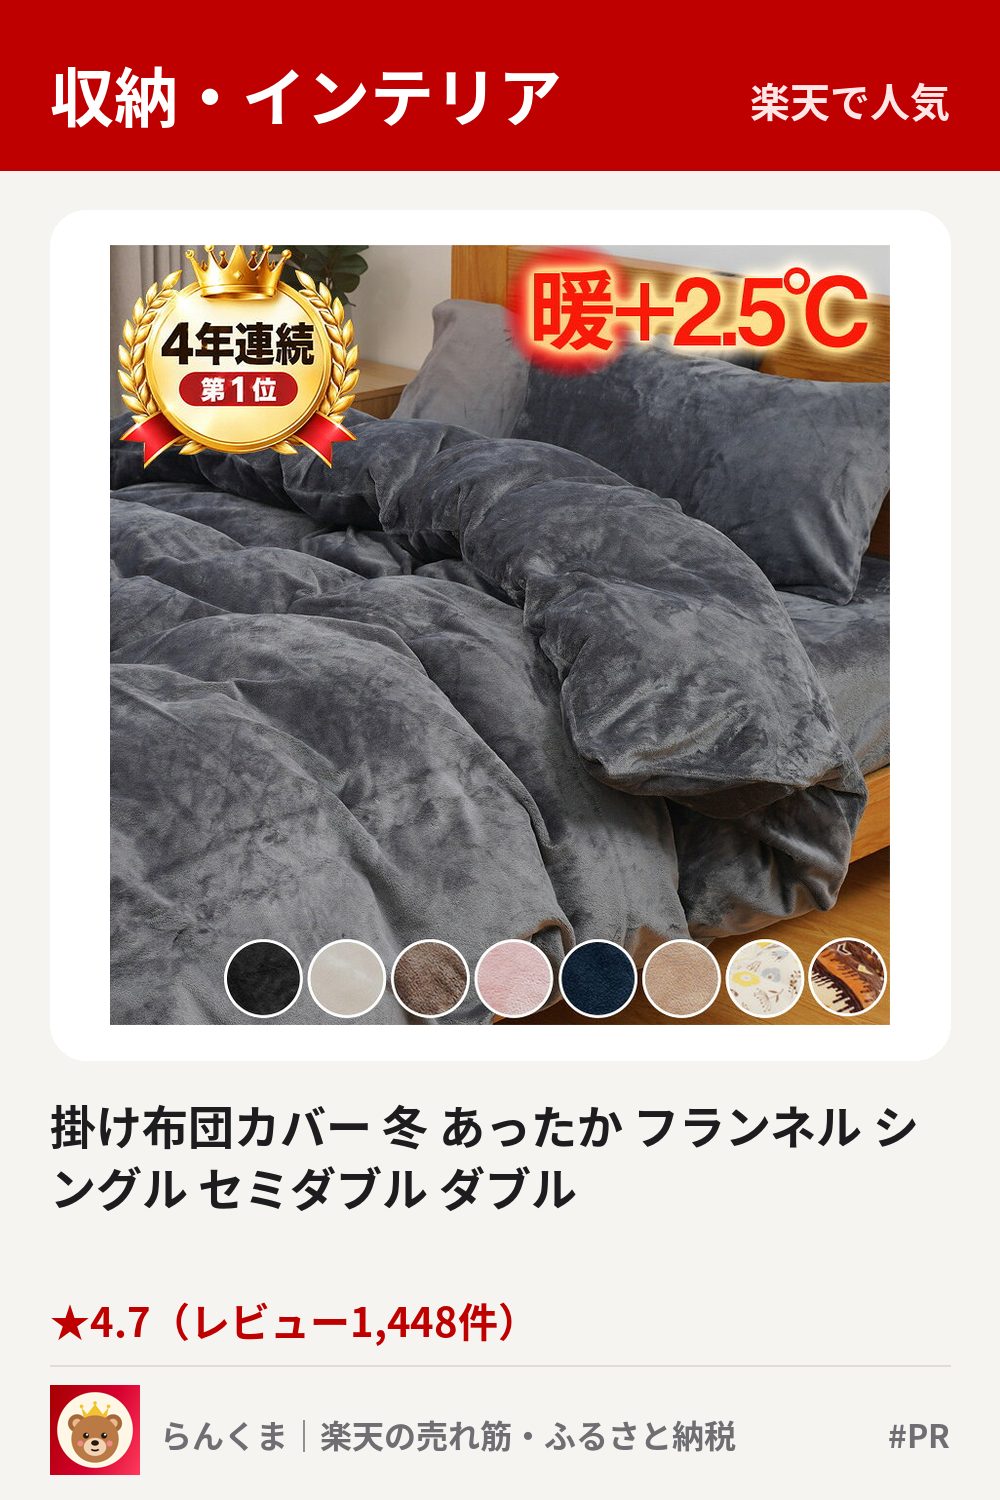 収納・インテリア
楽天で人気
4年連続
第1位
暖+2.5℃
掛け布団カバー 冬 あったか フランネル シ
ングル セミダブル ダブル
★4.7（レビュー1,448件）
らんくま｜楽天の売れ筋・ふるさと納税
#PR